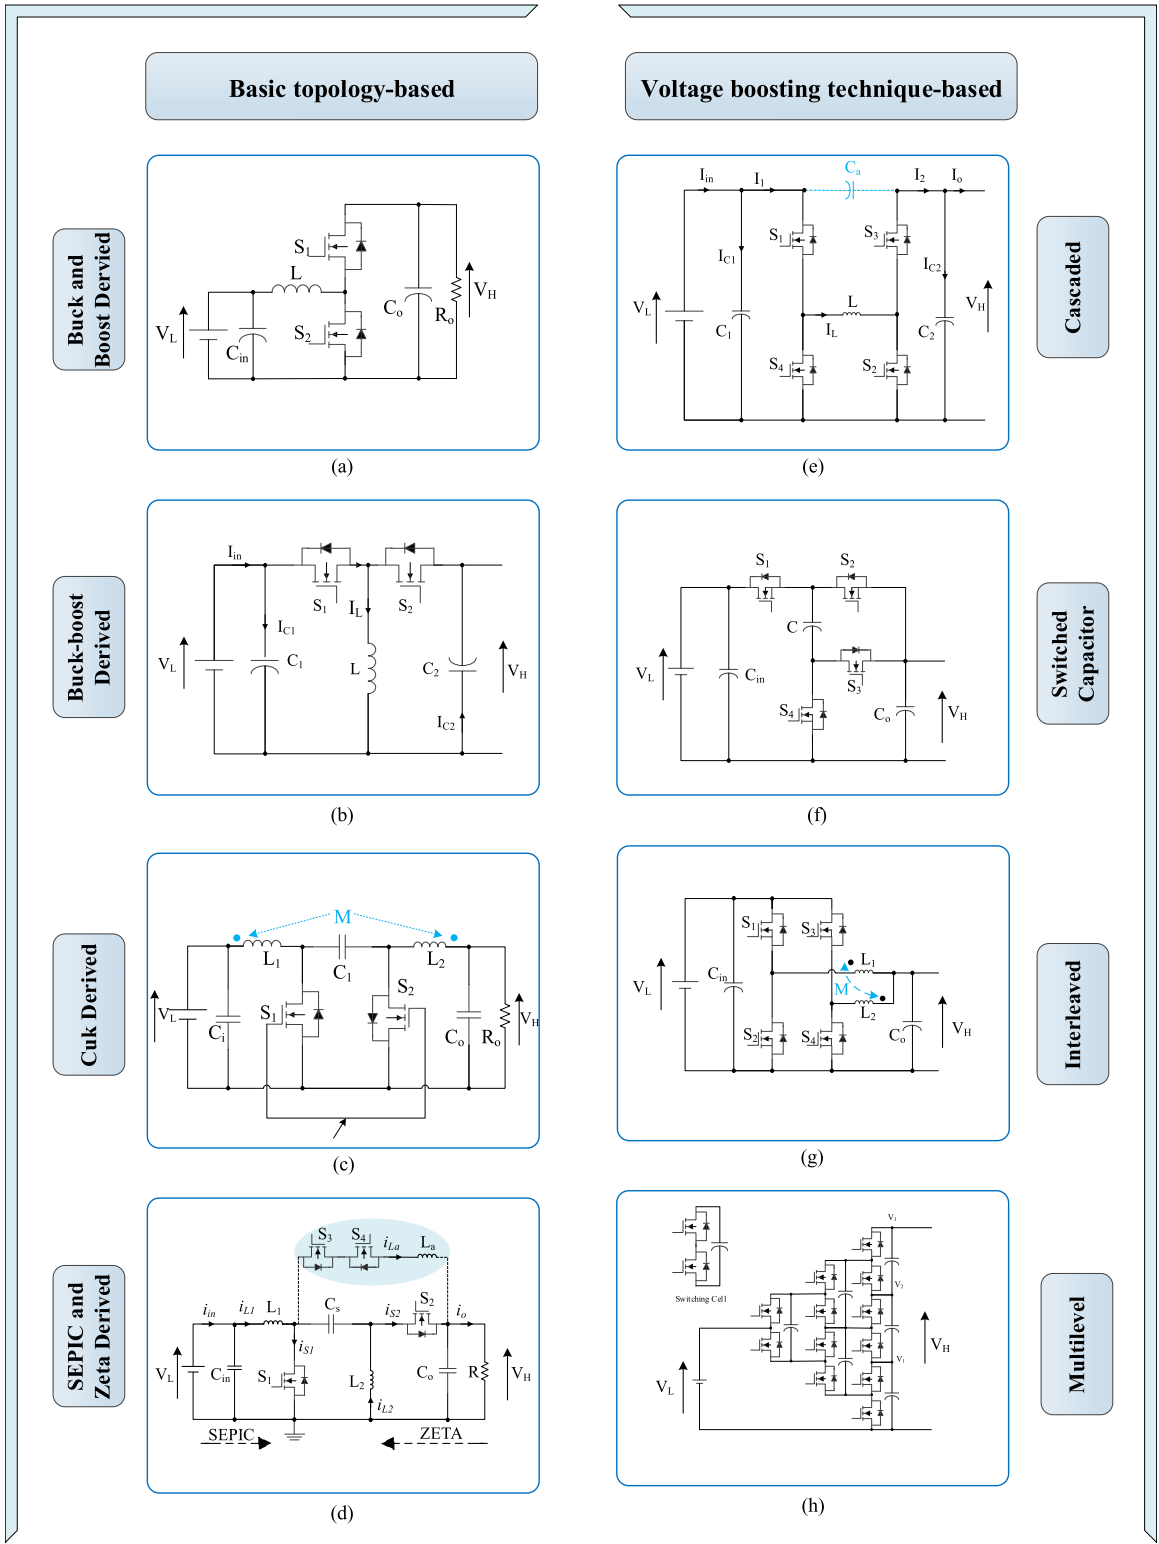 Basic topology-based
Voltage boosting technique-based
Buck and
Boost Dervied
S1
L
S2
VL
Cin
Co
Ro
VH
(a)
Cascaded
Iin
I1
Ca
I2
Io
S1
S3
IC1
IC2
VL
C1
L
IL
C2
VH
S4
S2
(e)
Buck-boost
Derived
Iin
S1
IL
S2
IC1
VL
C1
L
C2
VH
IC2
(b)
Switched
Capacitor
S1
S2
C
VL
Cin
S3
S4
Co
VH
(f)
Cuk Derived
M
L1
C1
L2
S2
VL
Ci
S1
Co
Ro
VH
(c)
Interleaved
S1
S3
L1
VL
Cin
M
L2
S2
S4
Co
VH
(g)
SEPIC and
Zeta Derived
S3
S4
iLa
La
iin
iL1
L1
Cs
iS2
S2
io
iS1
VL
Cin
S1
L2
Co
R
VH
iL2
SEPIC
ZETA
(d)
Multilevel
Switching Cell
V3
V2
V1
VL
VH
(h)